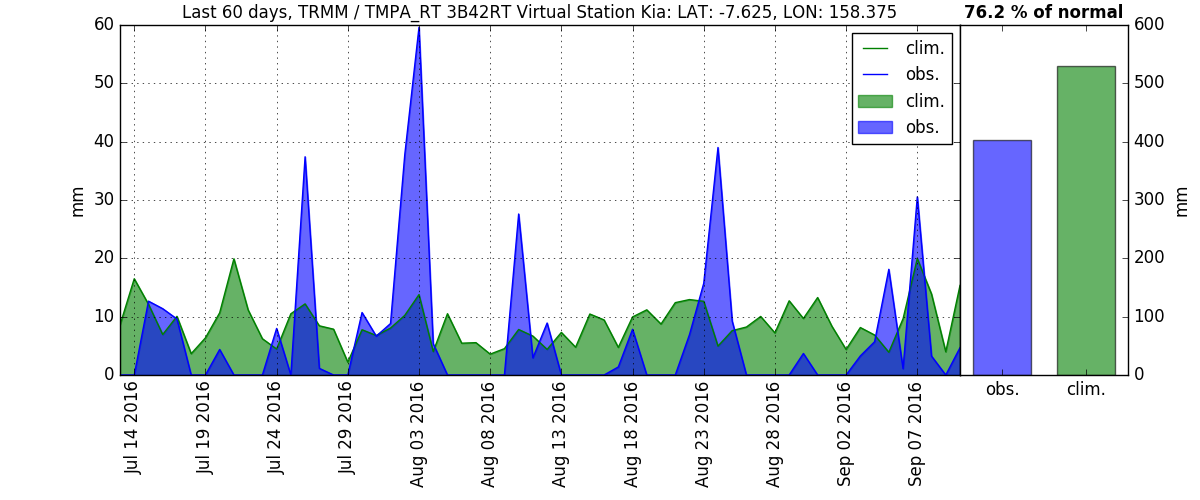 Last 60 days, TRMM / TMPA_RT 3B42RT Virtual Station Kia: LAT: -7.625, LON: 158.375
76.2 % of normal
60
50
40
30
20
10
0
mm
clim.
obs.
clim.
obs.
600
500
400
300
200
100
0
mm
Jul 14 2016
Jul 19 2016
Jul 24 2016
Jul 29 2016
Aug 03 2016
Aug 08 2016
Aug 13 2016
Aug 18 2016
Aug 23 2016
Aug 28 2016
Sep 02 2016
Sep 07 2016
obs.
clim.